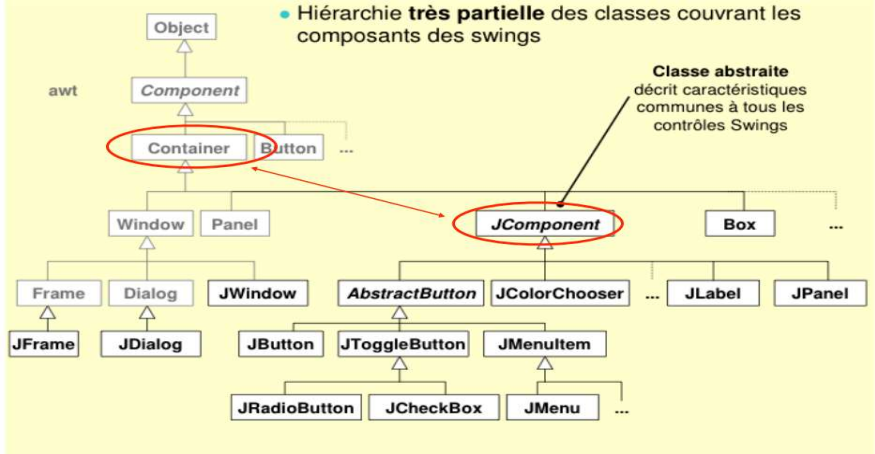 Object
• Hiérarchie très partielle des classes couvrant les
composants des swings
awt
Component
Classe abstraite
décrit caractéristiques
communes à tous les
contrôles Swings
Container
Button
...
Window
Panel
JComponent
Box
...
Frame
Dialog
JWindow
AbstractButton
JColorChooser
...
JLabel
JPanel
JFrame
JDialog
JButton
JToggleButton
JMenuItem
JRadioButton
JCheckBox
JMenu
...